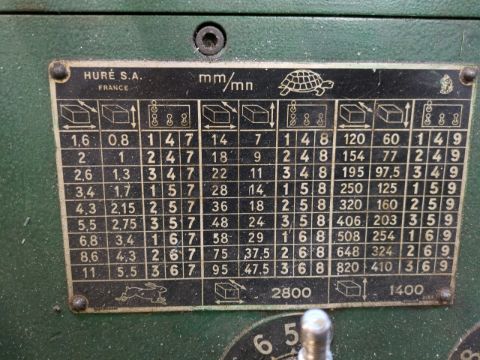 HURÉ S.A. mm/mn
FRANCE
1,6 0,8 1 4 7 14 7 1 4 8 120 60 1 4 9
2 1 2 4 7 18 9 2 4 8 154 77 2 4 9
2,6 1,3 3 4 7 22 11 3 4 8 195 97,5 3 4 9
3,4 1,7 1 5 7 28 14 1 5 8 250 125 1 5 9
4,3 2,15 2 5 7 36 18 2 5 8 320 160 2 5 9
5,5 2,75 3 5 7 48 24 3 5 8 406 203 3 5 9
6,8 3,4 1 6 7 58 29 1 6 8 508 254 1 6 9
8,6 4,3 2 6 7 75 37,5 2 6 8 648 324 2 6 9
11 5,5 3 6 7 95 47,5 3 6 8 820 410 3 6 9
2800 1400
6 5